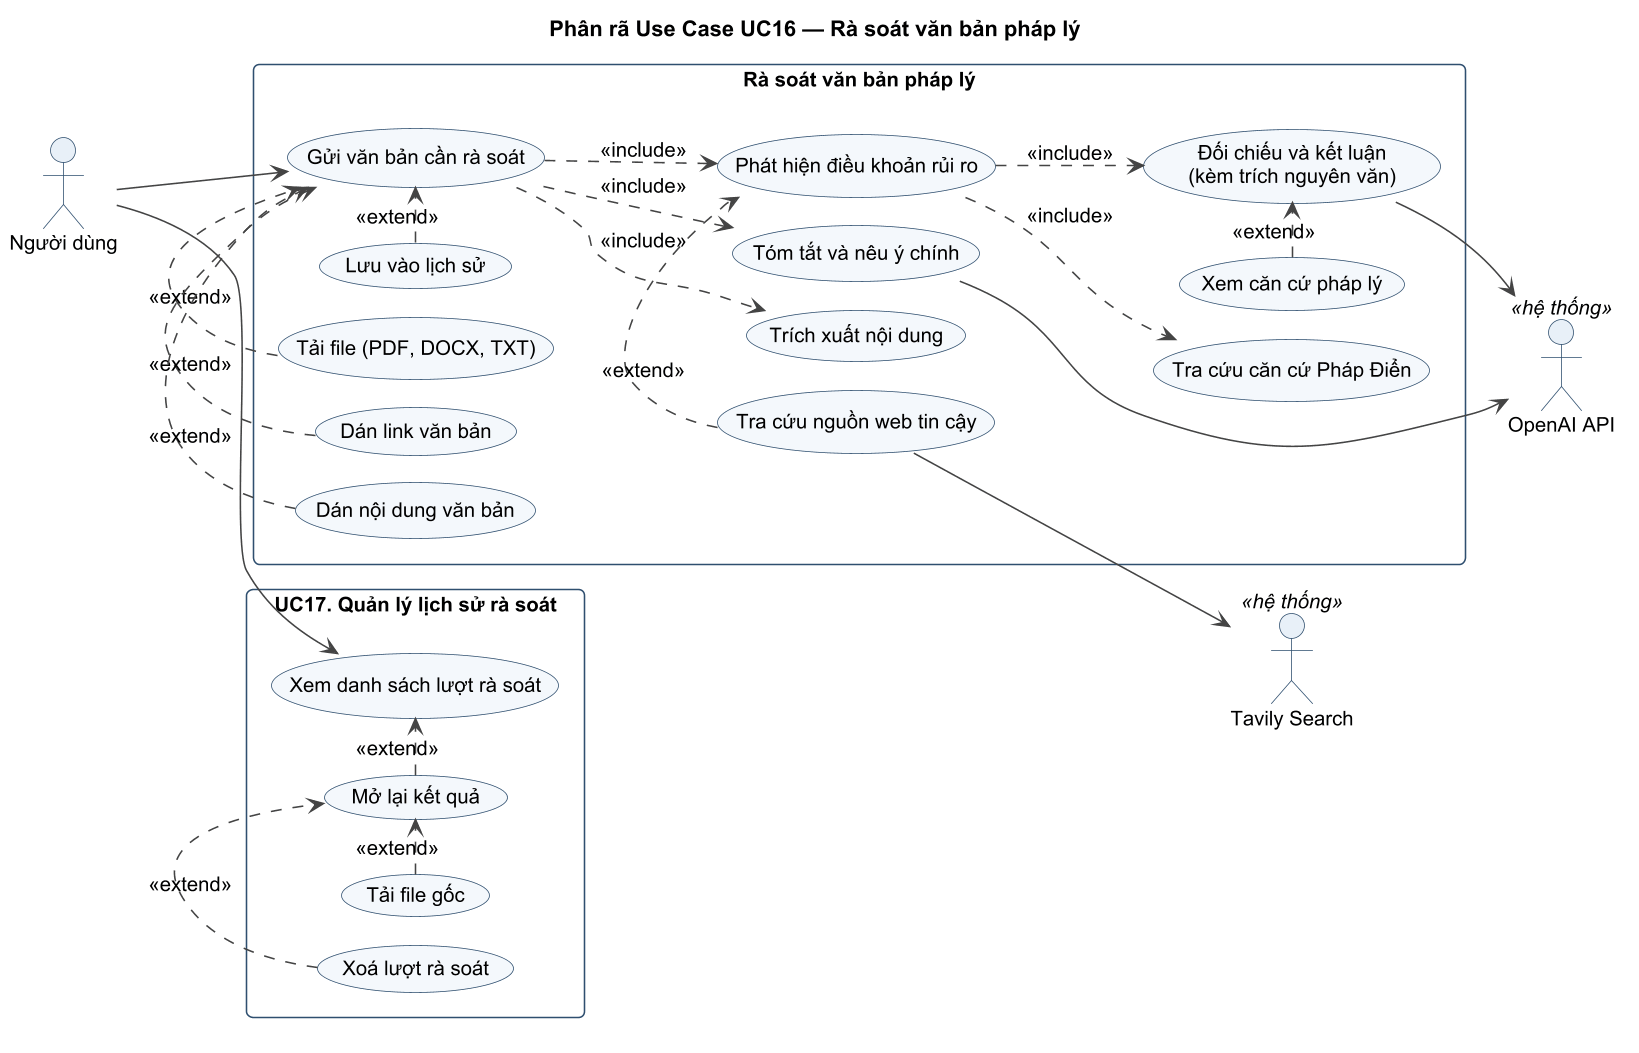 Phân rã Use Case UC16 — Rà soát văn bản pháp lý
Rà soát văn bản pháp lý
Người dùng
Gửi văn bản cần rà soát
«extend»
Lưu vào lịch sử
«extend»
Tải file (PDF, DOCX, TXT)
«extend»
Dán link văn bản
«extend»
Dán nội dung văn bản
«include»
«include»
«include»
«extend»
Phát hiện điều khoản rủi ro
Tóm tắt và nêu ý chính
Trích xuất nội dung
Tra cứu nguồn web tin cậy
«include»
«include»
Đối chiếu và kết luận
(kèm trích nguyên văn)
«extend»
Xem căn cứ pháp lý
Tra cứu căn cứ Pháp Điển
«hệ thống»
OpenAI API
UC17. Quản lý lịch sử rà soát
Xem danh sách lượt rà soát
«extend»
Mở lại kết quả
«extend»
Tải file gốc
«extend»
Xoá lượt rà soát
«hệ thống»
Tavily Search